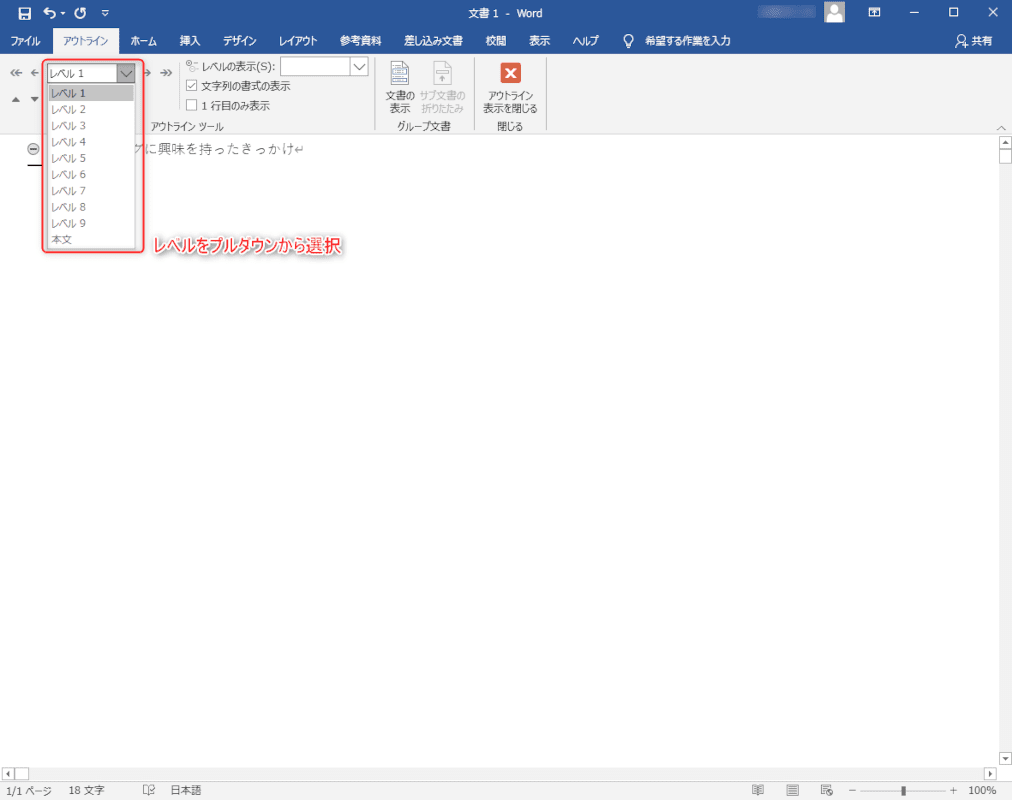 文書 1 - Word
ファイル アウトライン ホーム 挿入 デザイン レイアウト 参考資料 差し込み文書 校閲 表示 ヘルプ 希望する作業を入力 共有
レベル 1
レベル 1
レベル 2
レベル 3
レベル 4
レベル 5
レベル 6
レベル 7
レベル 8
レベル 9
本文
レベルの表示(S):
文字列の書式の表示
1 行目のみ表示
アウトライン ツール
文書の
表示
サブ文書の
折りたたみ
グループ文書
アウトライン
表示を閉じる
閉じる
に興味を持ったきっかけ↵
レベルをプルダウンから選択
1/1 ページ 18 文字 日本語 100%